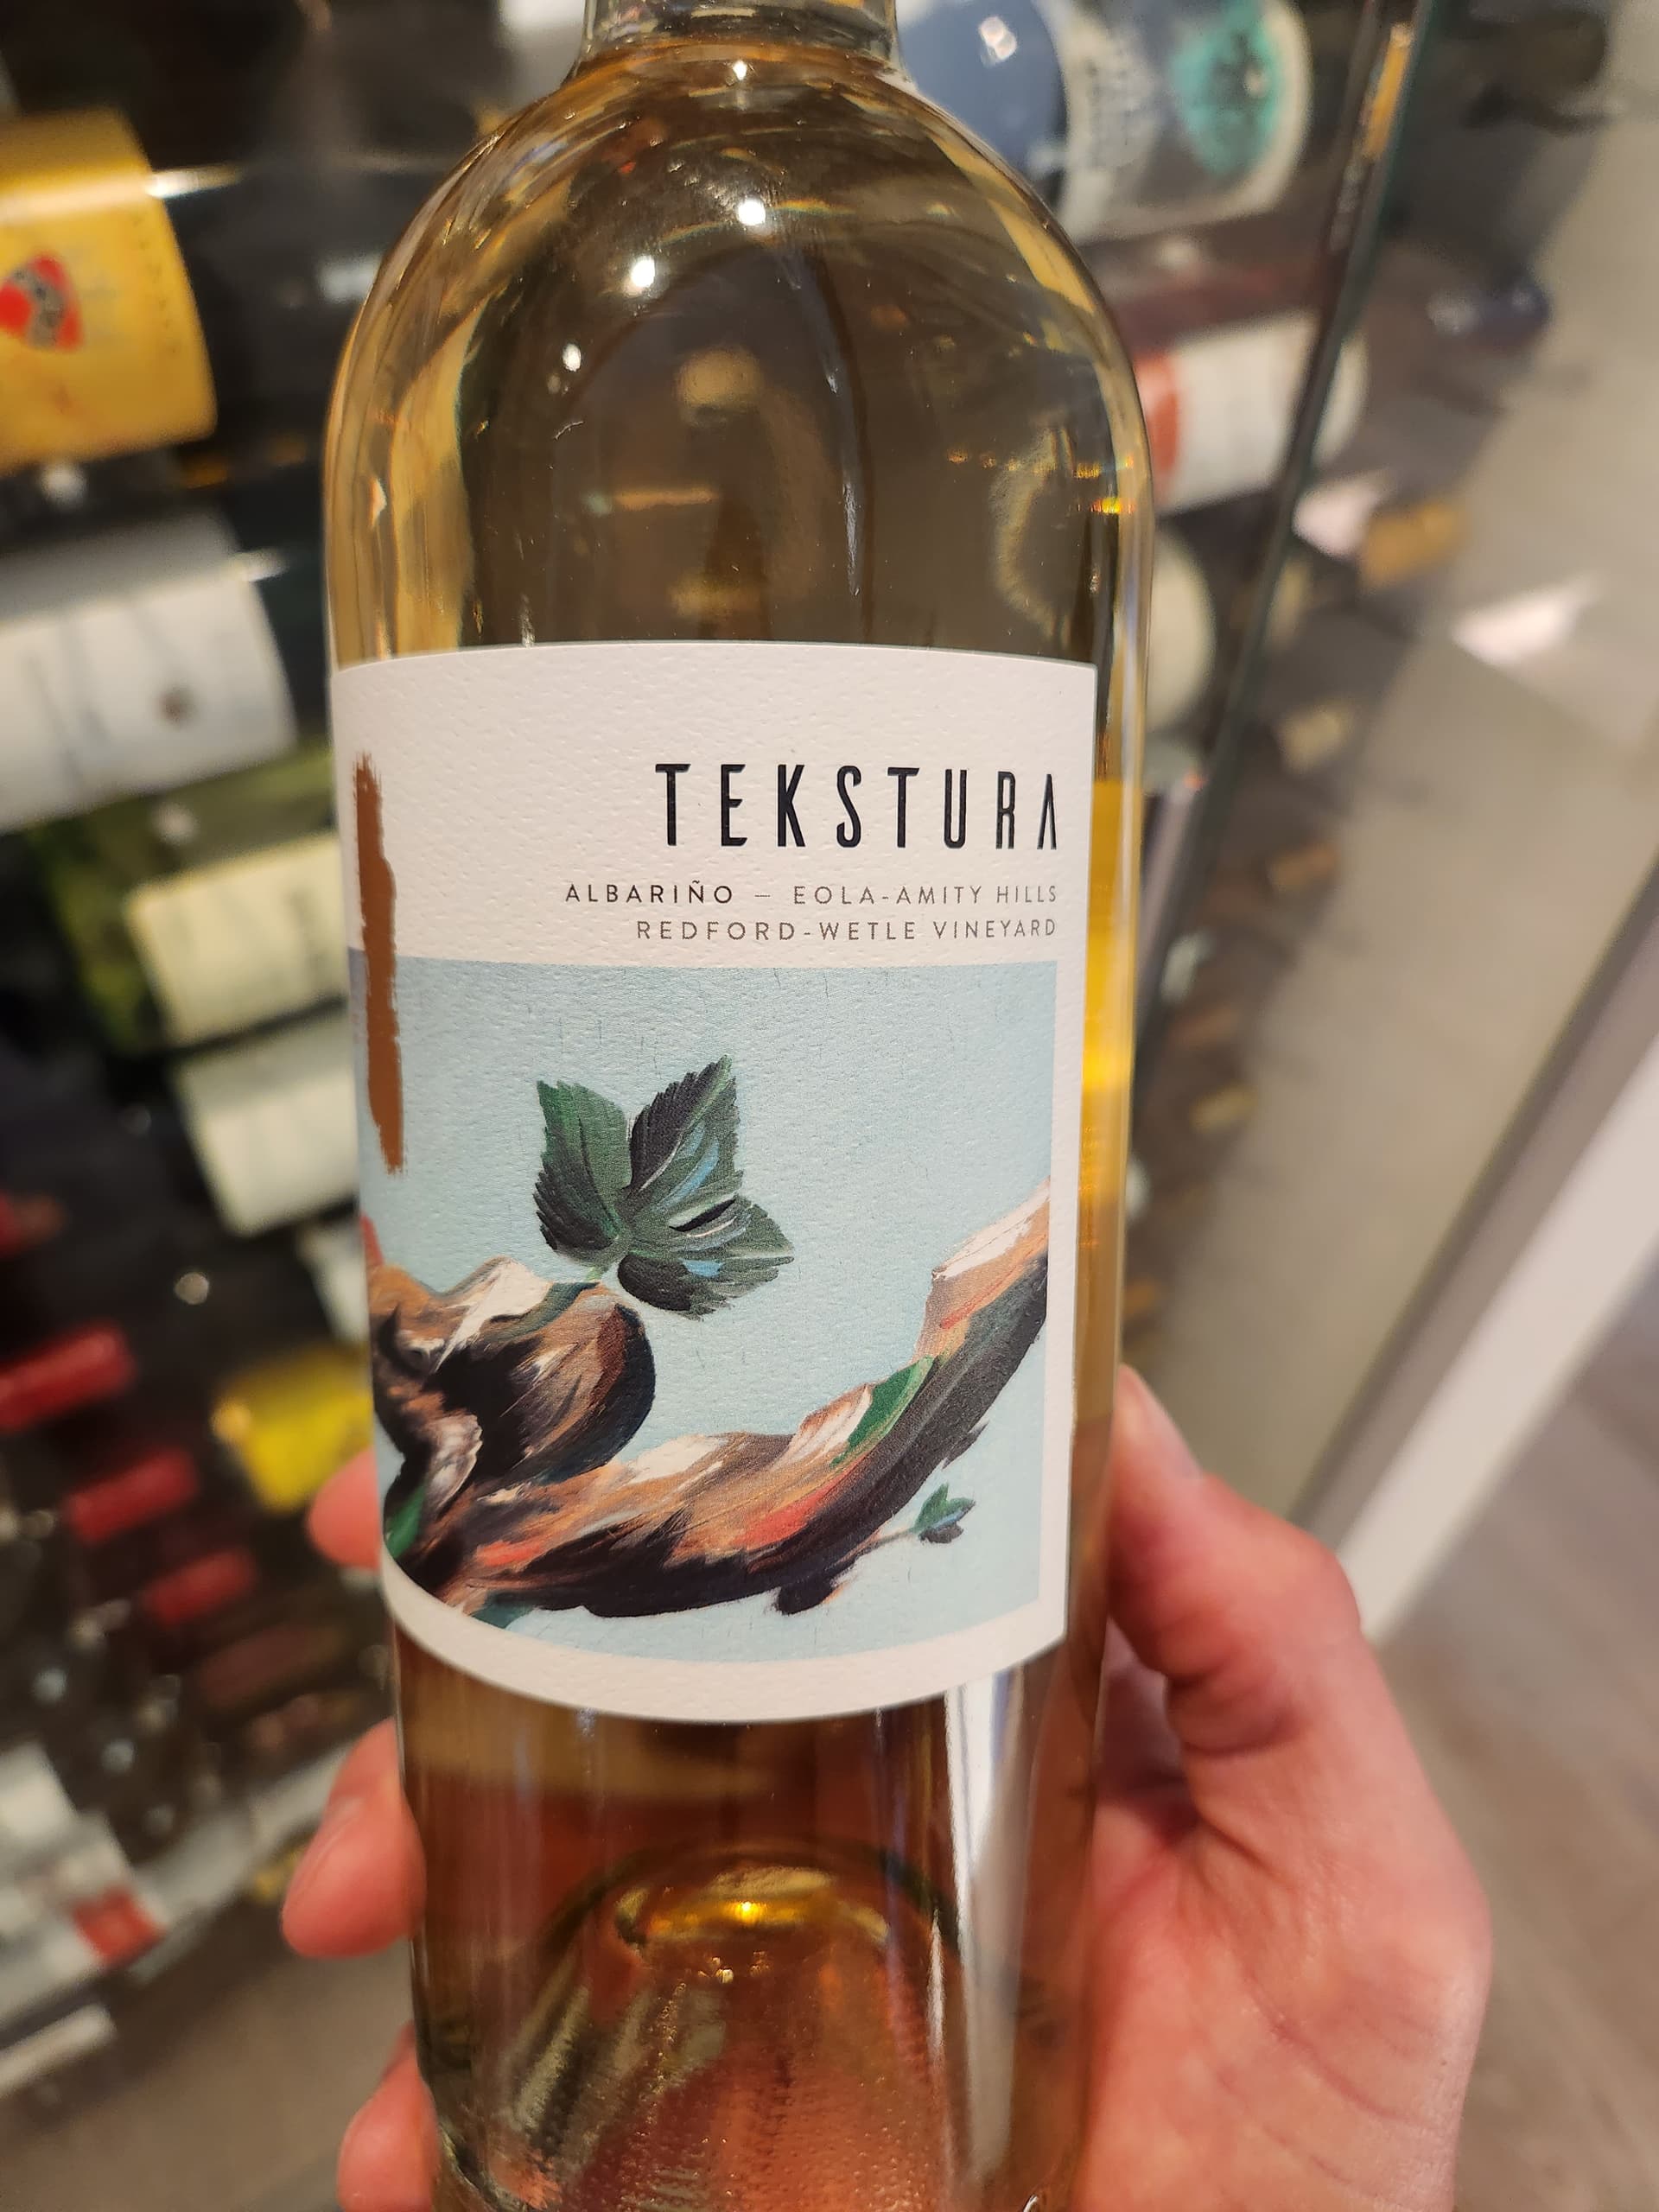 TEKSTURA
ALBARIÑO – EOLA-AMITY HILLS
REDFORD-WETLE VINEYARD